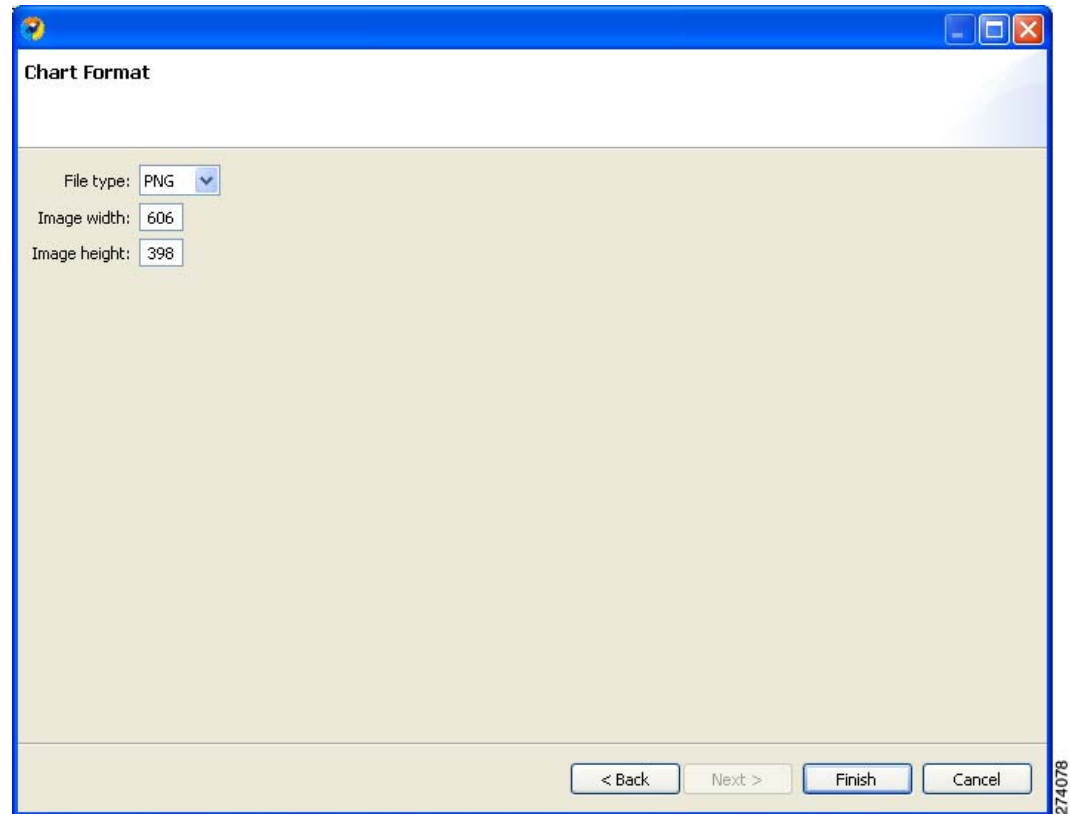 Chart Format
File type: PNG
Image width: 606
Image height: 398
< Back Next > Finish Cancel
274078